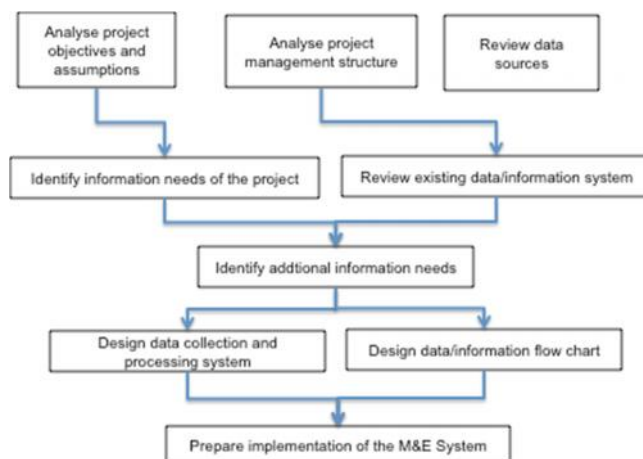 Analyse project
objectives and
assumptions
Analyse project
management structure
Review data
sources
Identify information needs of the project
Review existing data/information system
Identify addtional information needs
Design data collection and
processing system
Design data/information flow chart
Prepare implementation of the M&E System